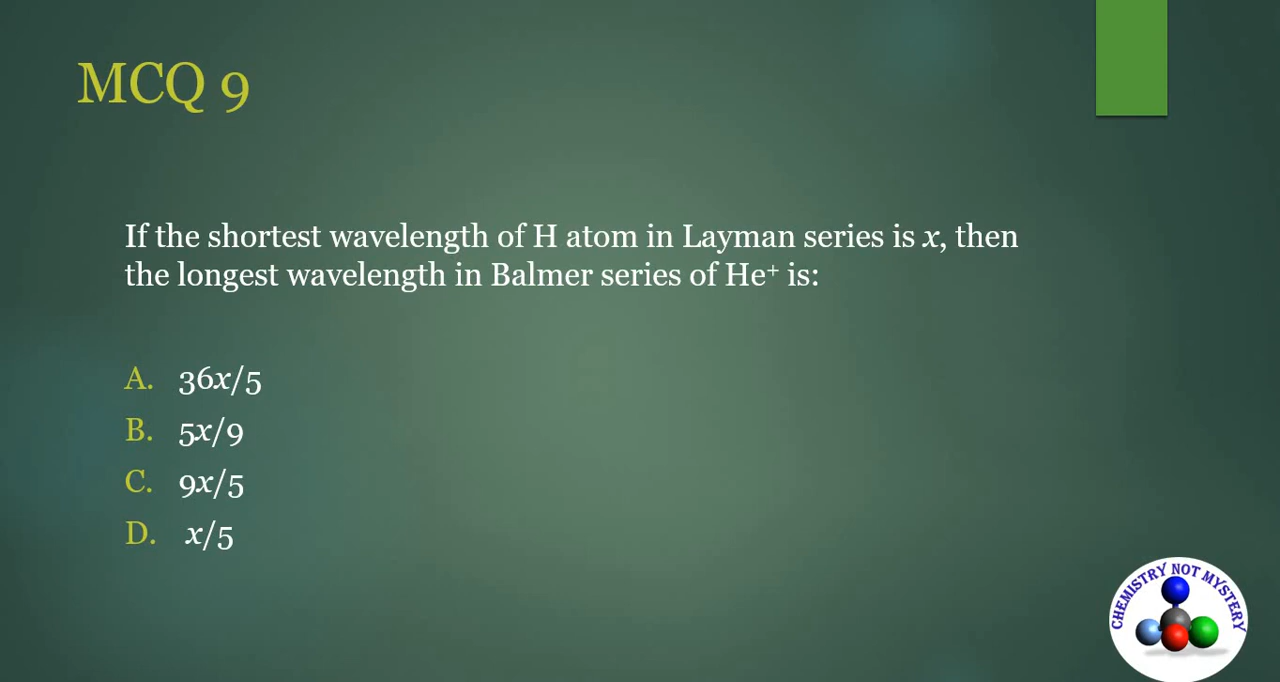 MCQ 9
If the shortest wavelength of H atom in Layman series is x, then
the longest wavelength in Balmer series of He⁺ is:
A. 36x/5
B. 5x/9
C. 9x/5
D. x/5
CHEMISTRY NOT MYSTERY